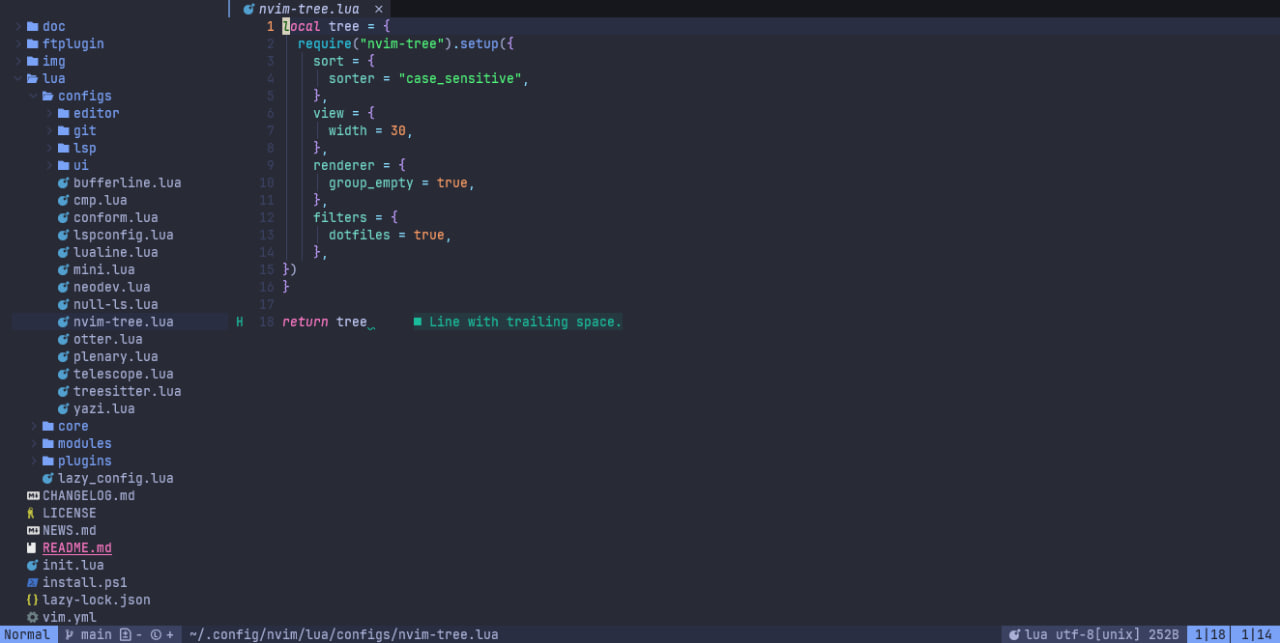 nvim-tree.lua ×
doc
ftplugin
img
lua
configs
editor
git
lsp
ui
bufferline.lua
cmp.lua
conform.lua
lspconfig.lua
lualine.lua
mini.lua
neodev.lua
null-ls.lua
nvim-tree.lua
otter.lua
plenary.lua
telescope.lua
treesitter.lua
yazi.lua
core
modules
plugins
lazy_config.lua
CHANGELOG.md
LICENSE
NEWS.md
README.md
init.lua
install.ps1
lazy-lock.json
vim.yml
1 local tree = {
2 require("nvim-tree").setup({
3 sort = {
4 sorter = "case_sensitive",
5 },
6 view = {
7 width = 30,
8 },
9 renderer = {
10 group_empty = true,
11 },
12 filters = {
13 dotfiles = true,
14 },
15 })
16 }
17
H 18 return tree ■ Line with trailing space.
Normal main - + ~/.config/nvim/lua/configs/nvim-tree.lua lua utf-8[unix] 252B 1|18 1|14